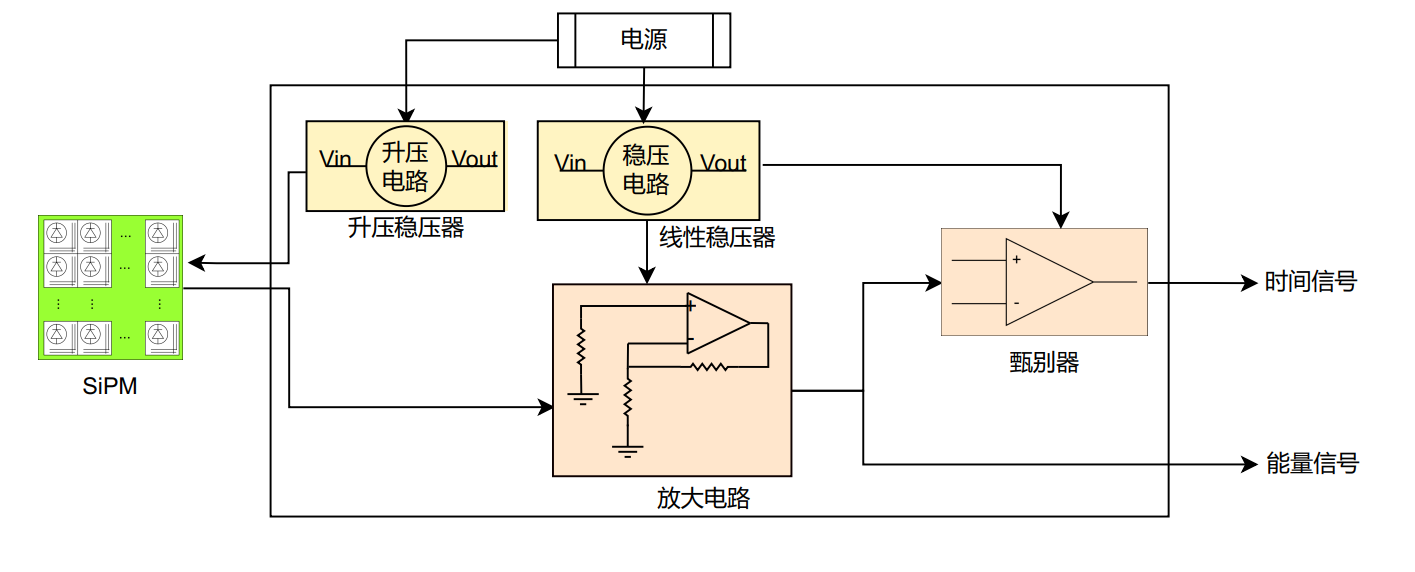 电源
Vin
升压
电路
Vout
升压稳压器
Vin
稳压
电路
Vout
线性稳压器
...
...
...
SiPM
+
-
放大电路
+
-
甄别器
时间信号
能量信号